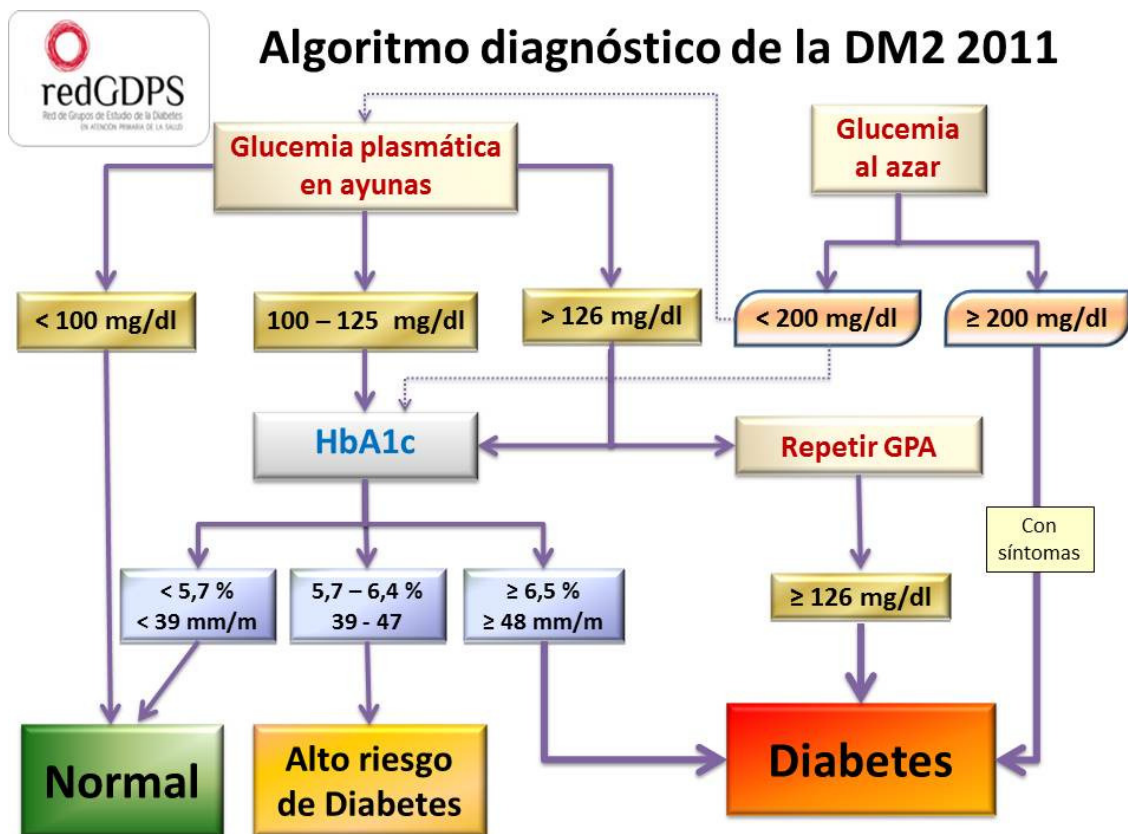 redGDPS
Red de Grupos de Estudio de la Diabetes
EN ATENCIÓN PRIMARIA DE LA SALUD
Algoritmo diagnóstico de la DM2 2011
Glucemia plasmática
en ayunas
Glucemia
al azar
< 100 mg/dl
100 – 125 mg/dl
> 126 mg/dl
< 200 mg/dl
≥ 200 mg/dl
HbA1c
Repetir GPA
Con
síntomas
< 5,7 %
< 39 mm/m
5,7 – 6,4 %
39 - 47
≥ 6,5 %
≥ 48 mm/m
≥ 126 mg/dl
Normal
Alto riesgo
de Diabetes
Diabetes